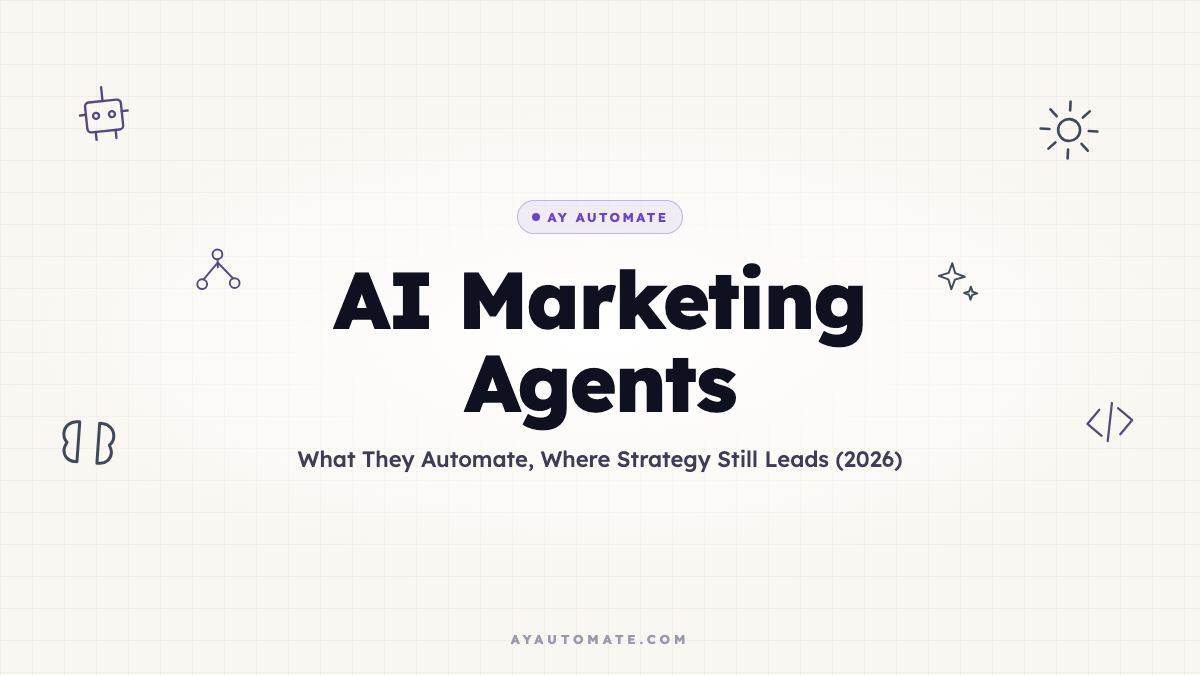 AY AUTOMATE
AI Marketing
Agents
What They Automate, Where Strategy Still Leads (2026)
AYAUTOMATE.COM